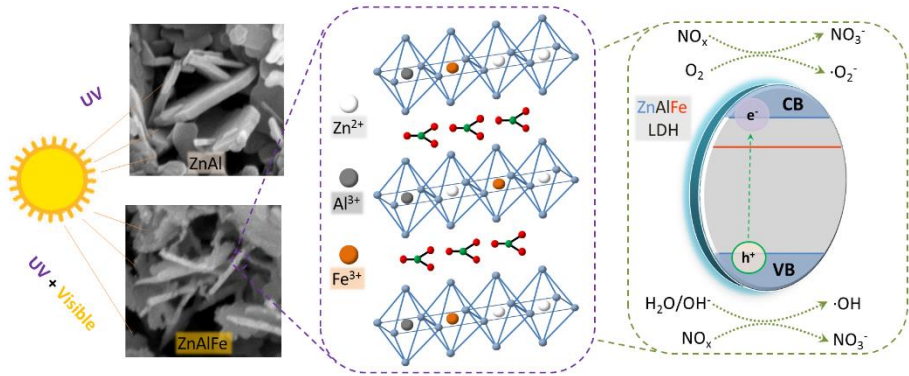 UV
ZnAl
UV + Visible
ZnAlFe
Zn²⁺
Al³⁺
Fe³⁺
NOₓ
NO₃⁻
O₂
·O₂⁻
ZnAlFe
LDH
CB
e⁻
h⁺
VB
H₂O/OH⁻
·OH
NOₓ
NO₃⁻